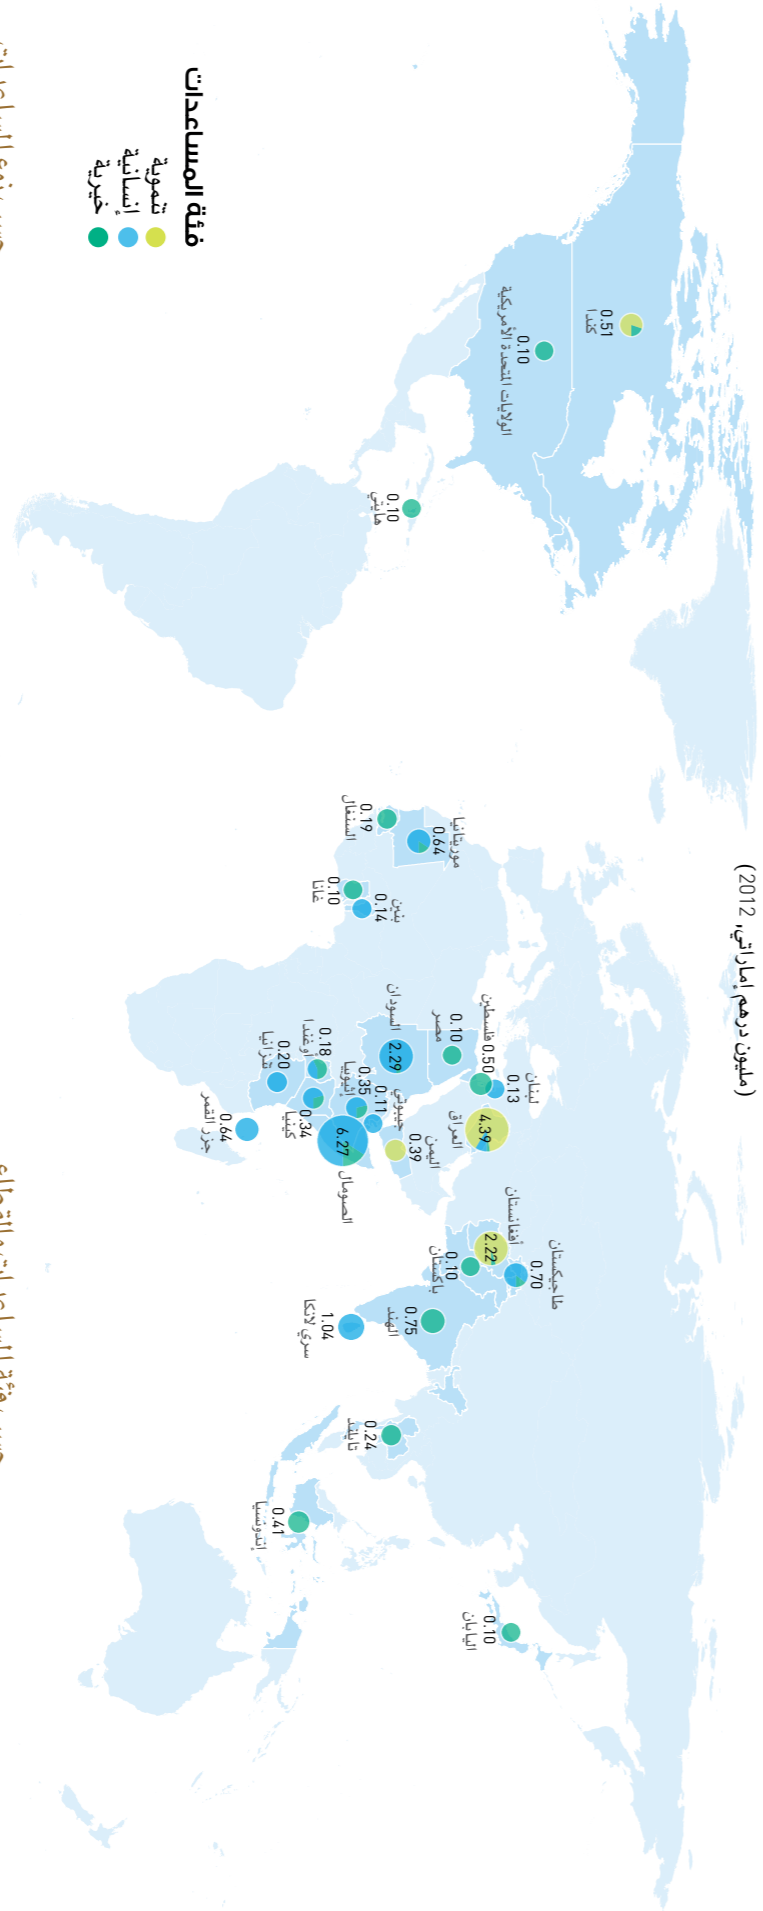 (مليون درهم إماراتي، 2012)
كندا
0.51
الولايات المتحدة الأمريكية
0.10
هايتي
0.10
موريتانيا
0.64
السنغال
0.19
بنين
0.14
غانا
0.10
لبنان
0.13
فلسطين 0.50
مصر
0.10
العراق
4.39
السودان
2.29
اليمن
0.39
جيبوتي
0.11
إثيوبيا
0.35
أوغندا
0.18
تنزانيا
0.20
كينيا
0.34
الصومال
6.27
جزر القمر
0.64
طاجيكستان
0.70
أفغانستان
2.22
باكستان
0.10
الهند
0.75
سري لانكا
1.04
تايلند
0.24
إندونسيا
0.41
اليابان
0.10
فئة المساعدات
تنموية
إنسانية
خيرية